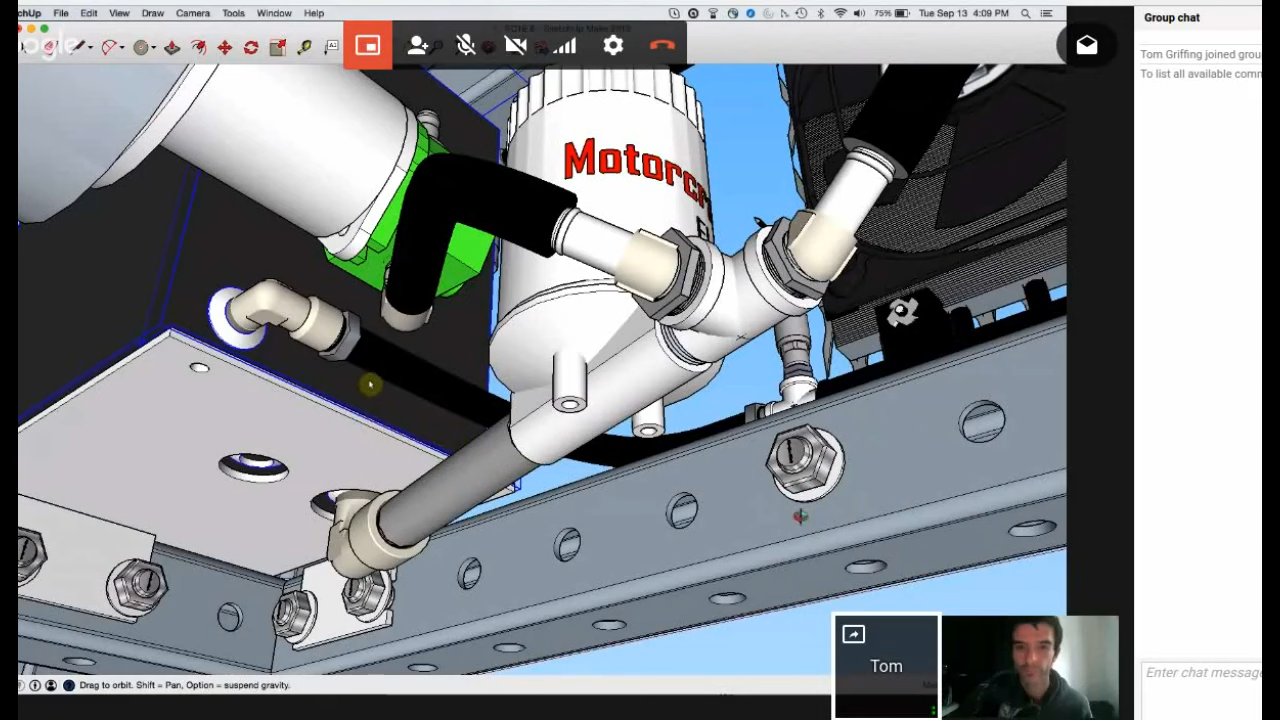 chUp File Edit View Draw Camera Tools Window Help 75% Tue Sep 13 4:09 PM
Group chat
Tom Griffing joined grou
To list all available comm
Motorcr
Tom
Enter chat message
Drag to orbit. Shift = Pan, Option = suspend gravity.